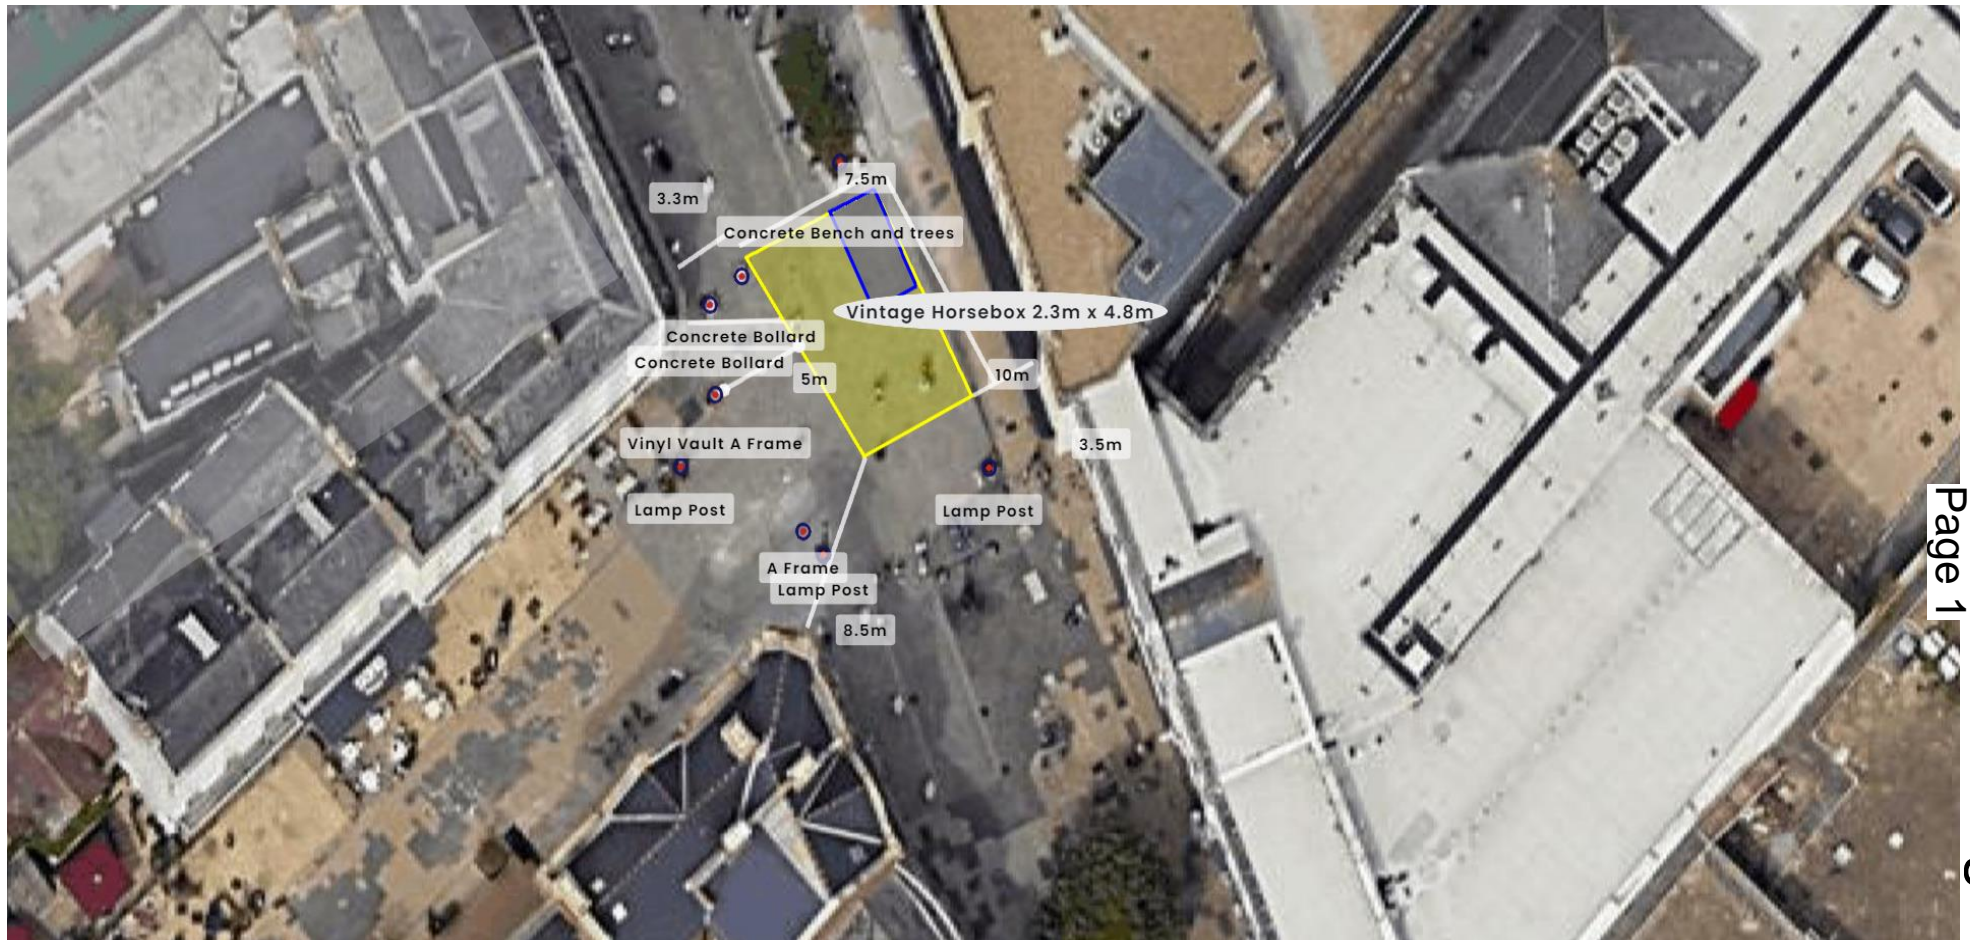 7.5m
3.3m
Concrete Bench and trees
Vintage Horsebox 2.3m x 4.8m
Concrete Bollard
Concrete Bollard
5m
10m
Vinyl Vault A Frame
3.5m
Lamp Post
Lamp Post
A Frame
Lamp Post
8.5m
Page 1